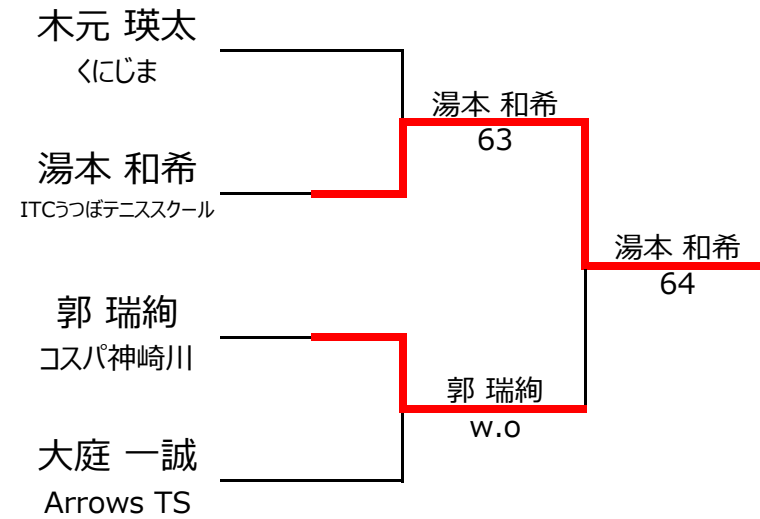 木元 瑛太
くにじま
湯本 和希
63
湯本 和希
ITCうつぼテニススクール
湯本 和希
64
郭 瑞絢
コスパ神崎川
郭 瑞絢
w.o
大庭 一誠
Arrows TS